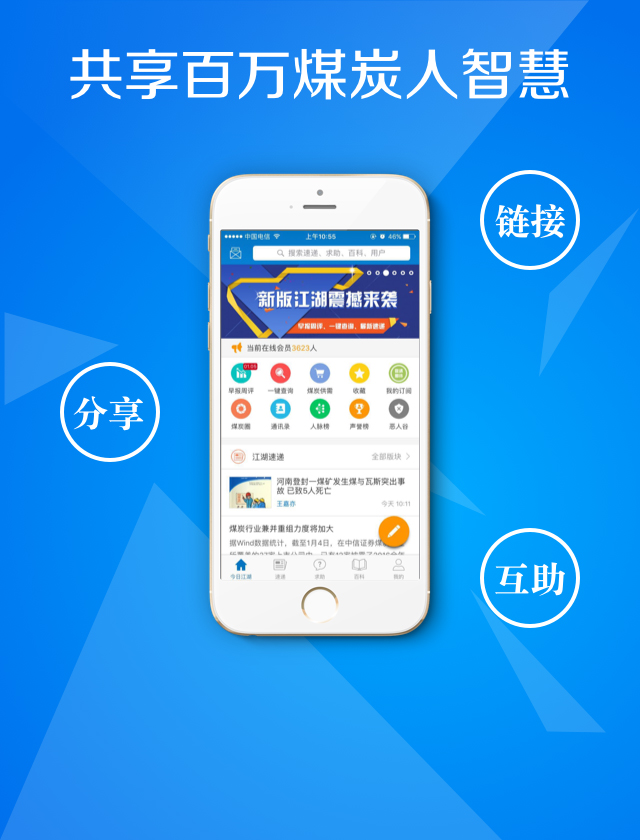 共享百万煤炭人智慧
链接
分享
互助
中国电信
上午10:55
46%
搜索速递、求助、百科、用户
新版江湖震撼来袭
早报周评、一键查询、最新速递
当前在线会员3623人
01.05
早报周评 一键查询 煤炭供需 收藏 我的订阅
煤炭圈 通讯录 人脉榜 声誉榜 恶人谷
江湖速递 全部版块
河南登封一煤矿发生煤与瓦斯突出事
故 已致5人死亡
王嘉亦 今天 10:11
煤炭行业兼并重组力度将加大
据Wind数据统计，截至1月4日，在中信证券煤
今日江湖 速递 求助 百科 我的